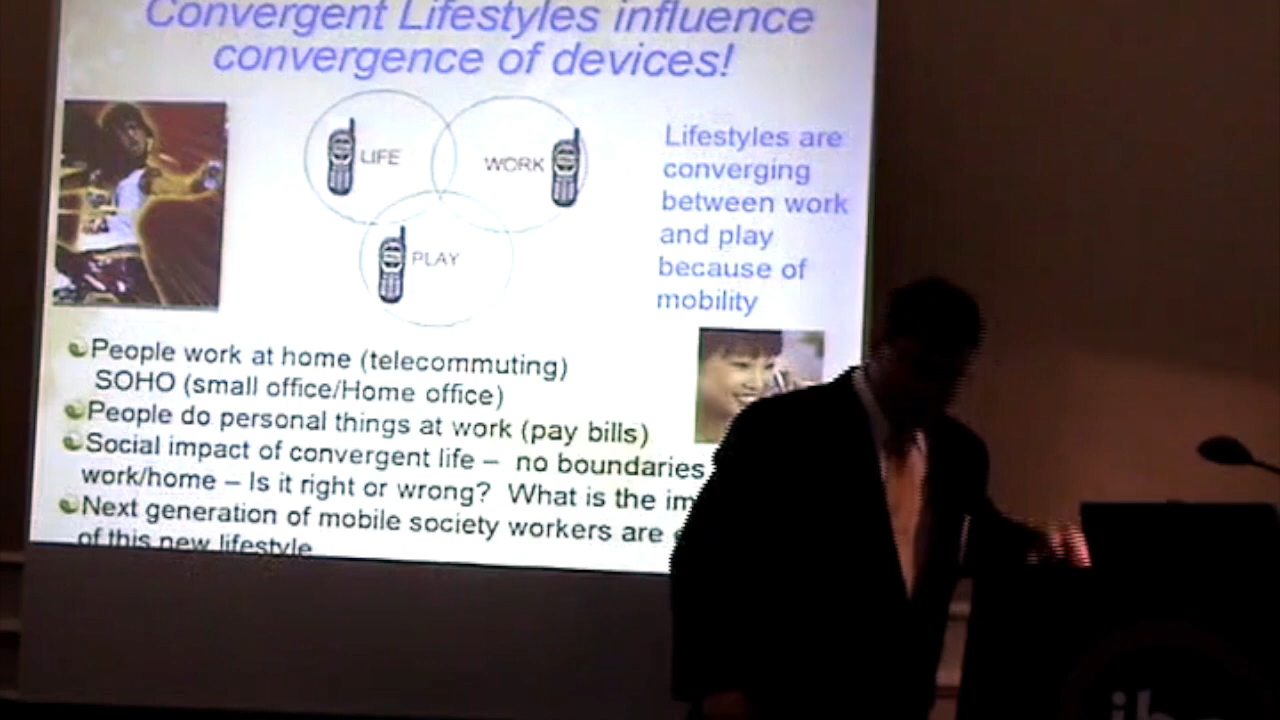 Convergent Lifestyles influence
convergence of devices!
LIFE
WORK
PLAY
Lifestyles are
converging
between work
and play
because of
mobility
People work at home (telecommuting)
SOHO (small office/Home office)
People do personal things at work (pay bills)
Social impact of convergent life – no boundaries
work/home – Is it right or wrong? What is the
Next generation of mobile society workers are
of this new lifestyle